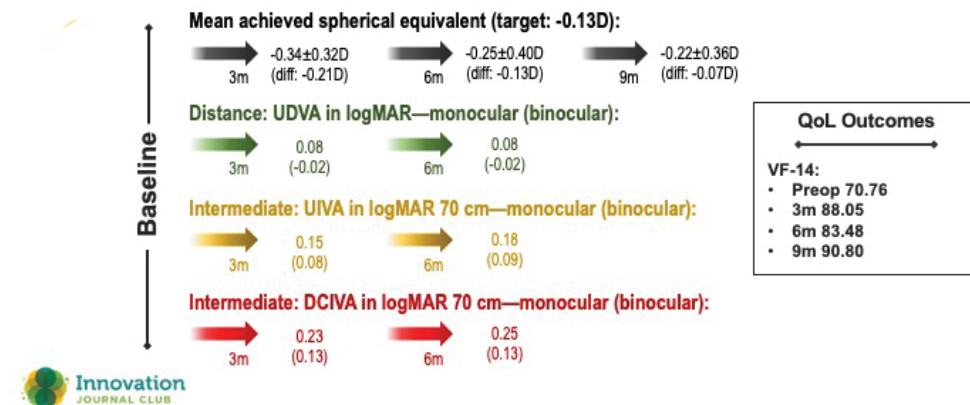 Mean achieved spherical equivalent (target: -0.13D):
-0.34±0.32D
(diff: -0.21D)
3m
-0.25±0.40D
(diff: -0.13D)
6m
-0.22±0.36D
(diff: -0.07D)
9m
Distance: UDVA in logMAR—monocular (binocular):
0.08
(-0.02)
3m
0.08
(-0.02)
6m
Intermediate: UIVA in logMAR 70 cm—monocular (binocular):
0.15
(0.08)
3m
0.18
(0.09)
6m
Intermediate: DCIVA in logMAR 70 cm—monocular (binocular):
0.23
(0.13)
3m
0.25
(0.13)
6m
Baseline
QoL Outcomes
VF-14:
• Preop 70.76
• 3m 88.05
• 6m 83.48
• 9m 90.80
Innovation
JOURNAL CLUB